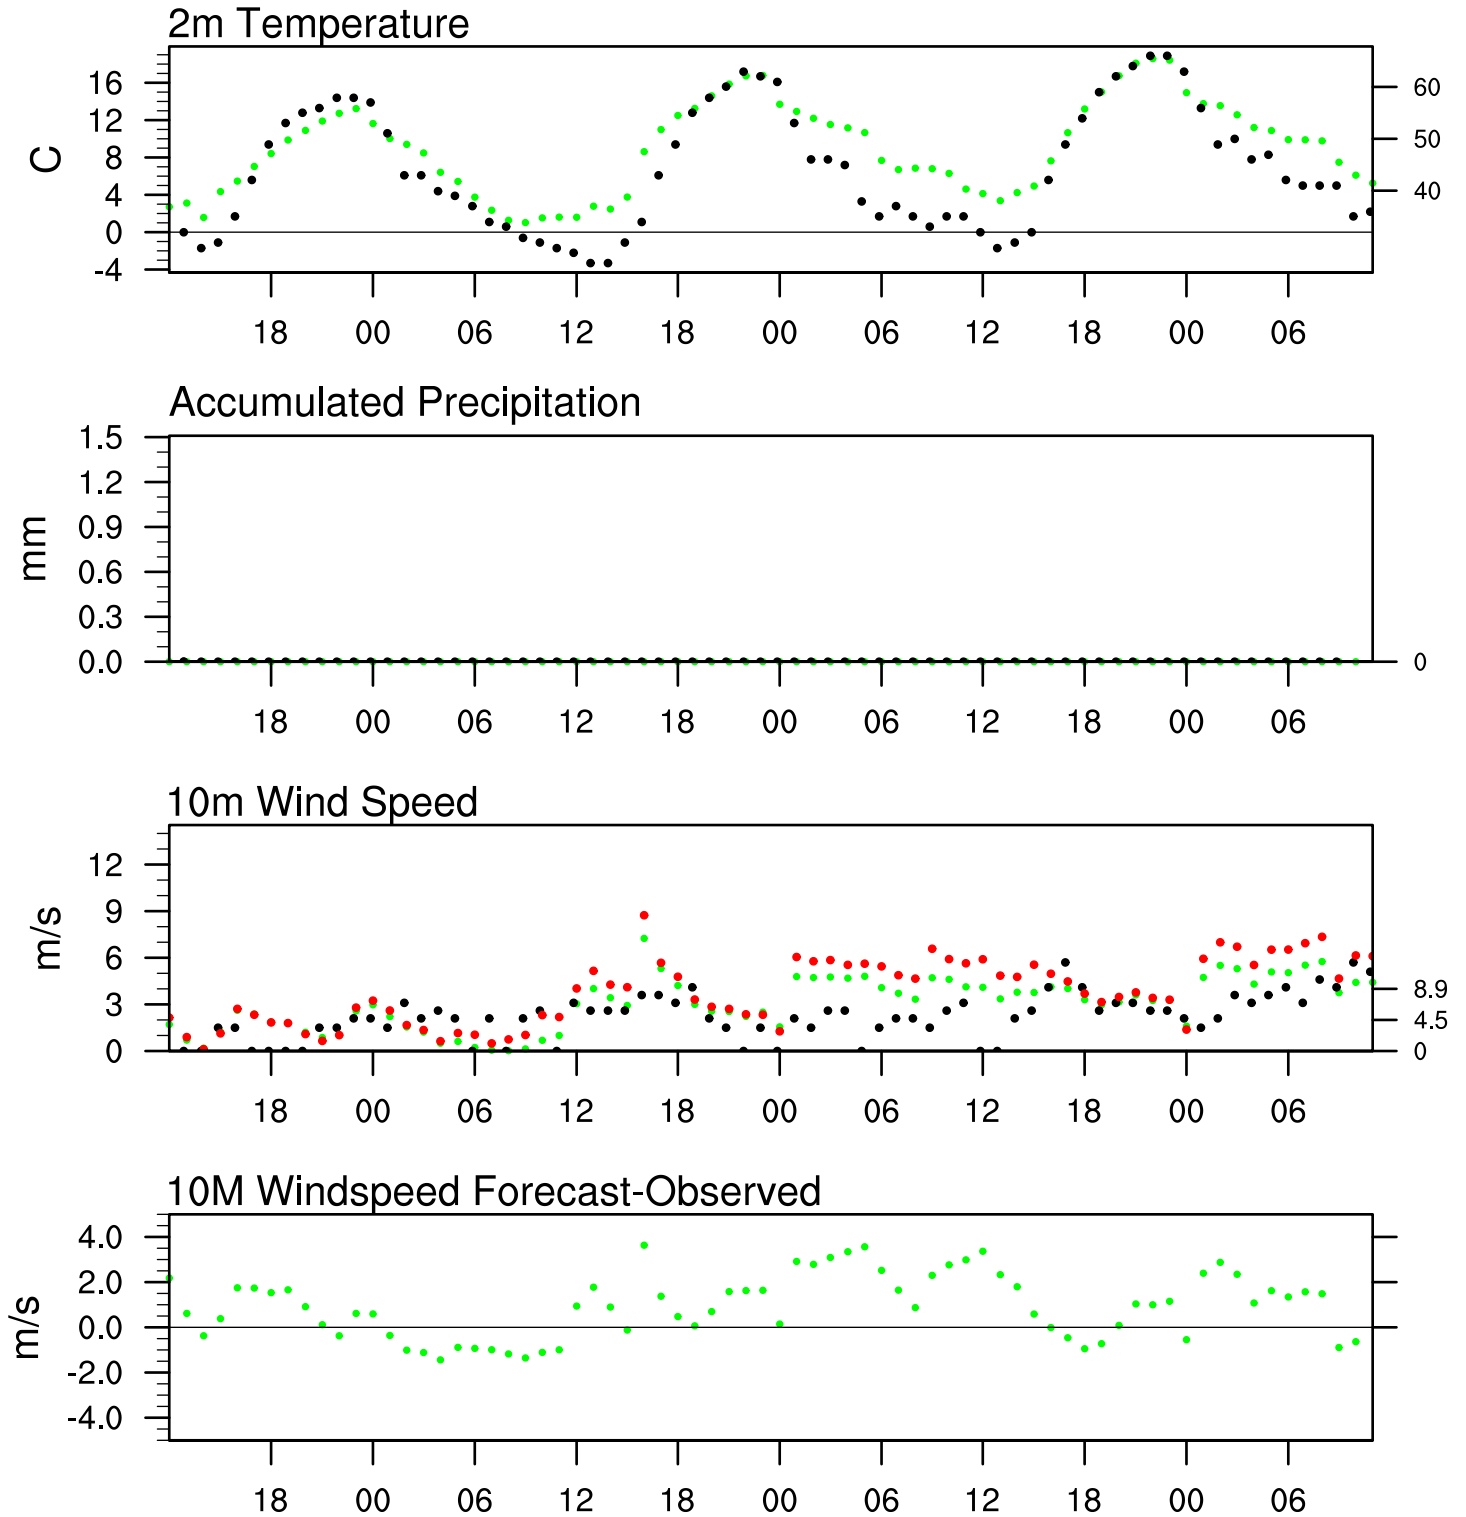 2m Temperature
16
12
8
4
0
-4
C
60
50
40
18 00 06 12 18 00 06 12 18 00 06
Accumulated Precipitation
1.5
1.2
0.9
0.6
0.3
0.0
mm
0
18 00 06 12 18 00 06 12 18 00 06
10m Wind Speed
12
9
6
3
0
m/s
8.9
4.5
0
18 00 06 12 18 00 06 12 18 00 06
10M Windspeed Forecast-Observed
4.0
2.0
0.0
-2.0
-4.0
m/s
18 00 06 12 18 00 06 12 18 00 06